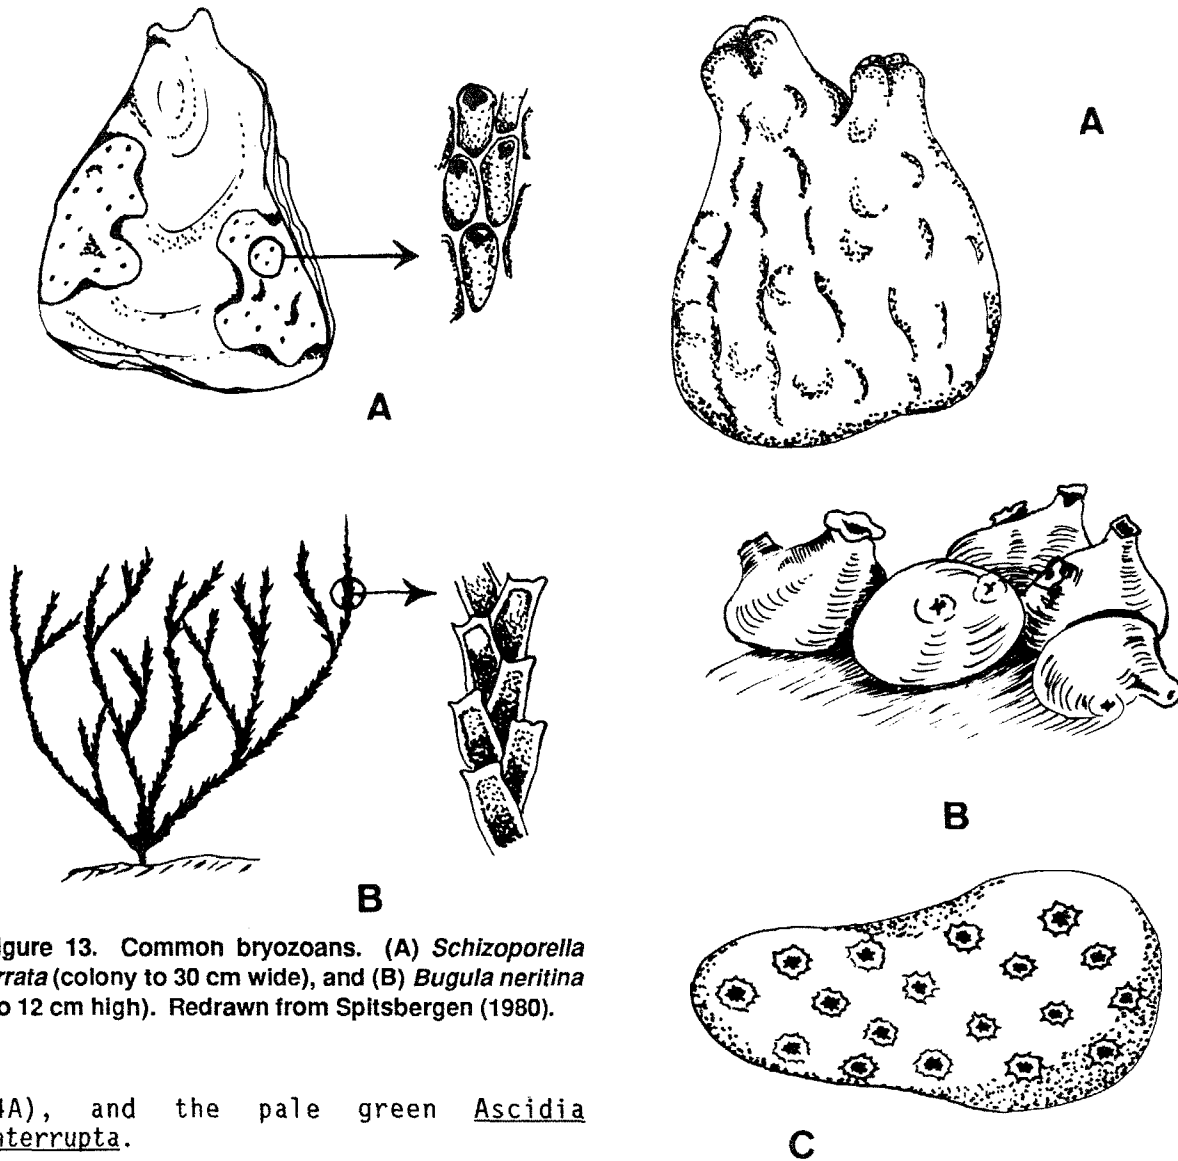 A
B
igure 13. Common bryozoans. (A) Schizoporella
rrata (colony to 30 cm wide), and (B) Bugula neritina
o 12 cm high). Redrawn from Spitsbergen (1980).
4A), and the pale green Ascidia
nterrupta.
A
B
C